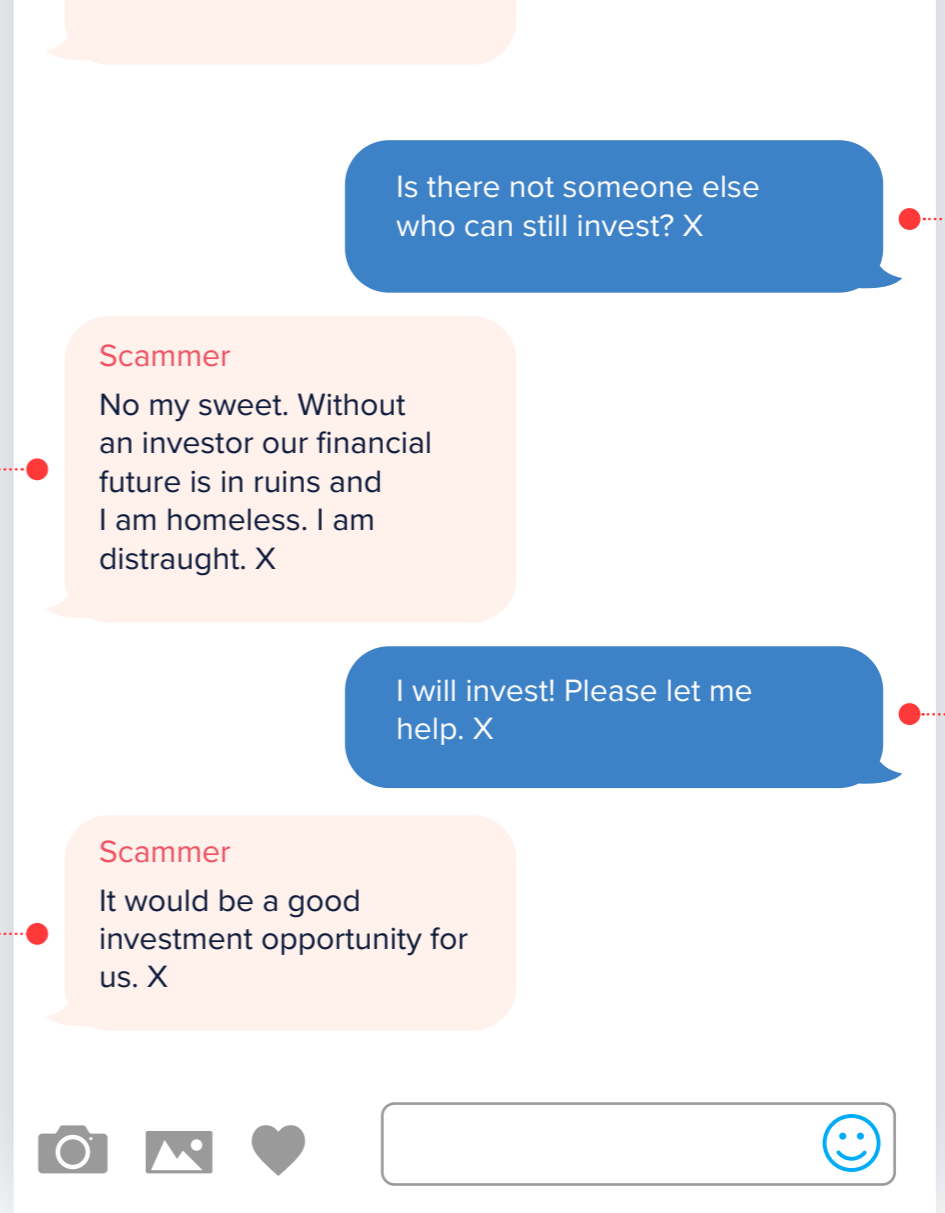 Is there not someone else
who can still invest? X
Scammer
No my sweet. Without
an investor our financial
future is in ruins and
I am homeless. I am
distraught. X
I will invest! Please let me
help. X
Scammer
It would be a good
investment opportunity for
us. X